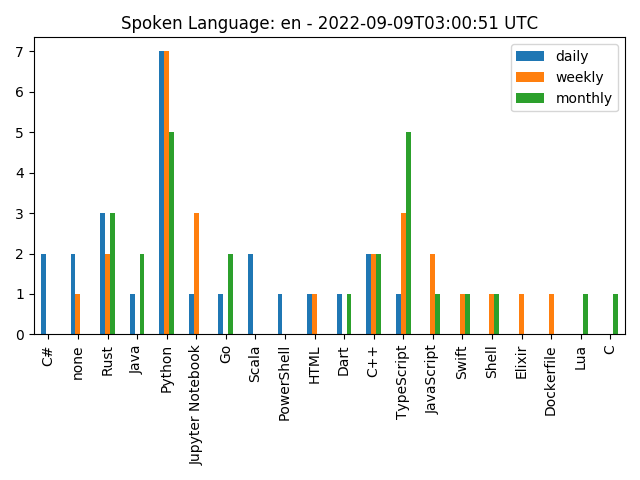 Spoken Language: en - 2022-09-09T03:00:51 UTC
daily
weekly
monthly
7
6
5
4
3
2
1
0
C#
none
Rust
Java
Python
Jupyter Notebook
Go
Scala
PowerShell
HTML
Dart
C++
TypeScript
JavaScript
Swift
Shell
Elixir
Dockerfile
Lua
C